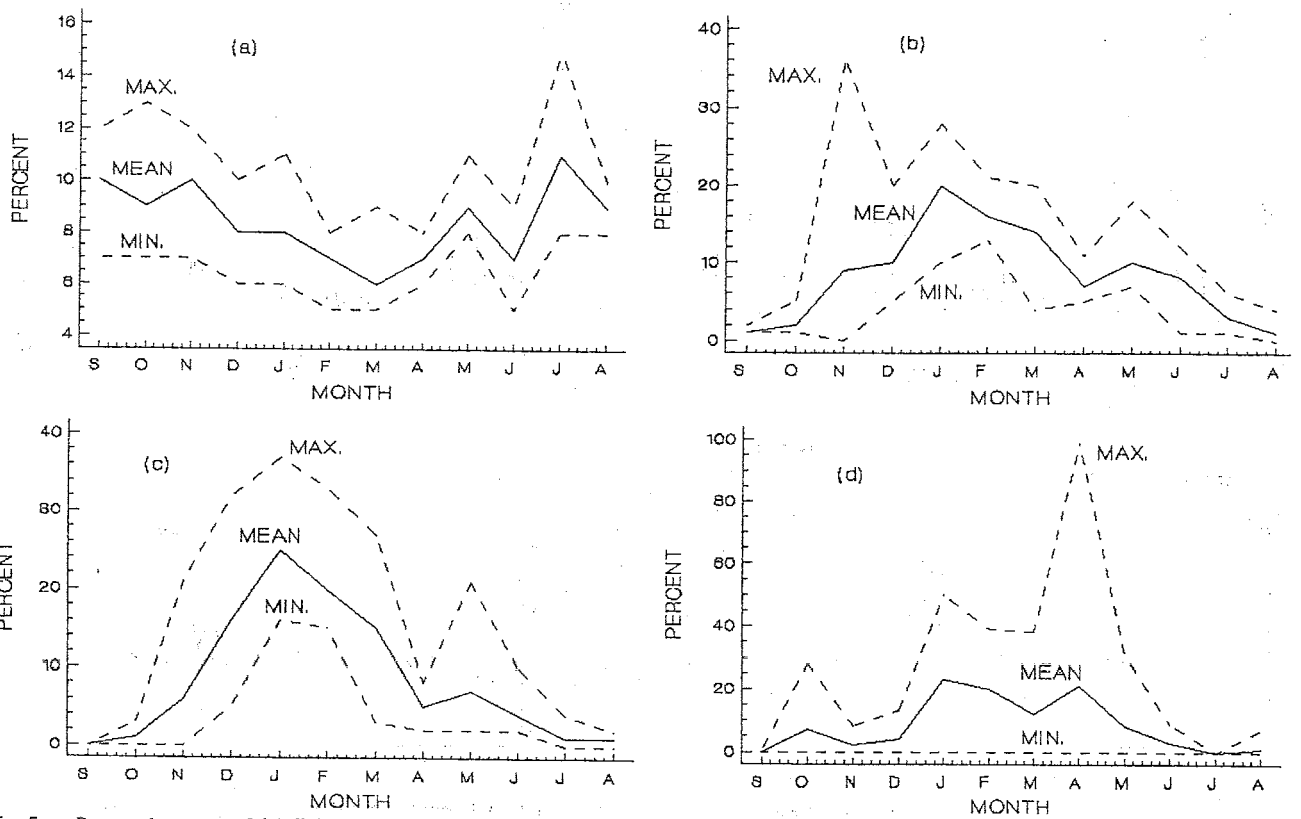 (a)
PERCENT
16
14
12
10
8
6
4
MAX.
MEAN
MIN.
S O N D J F M A M J J A
MONTH
(b)
PERCENT
40
30
20
10
0
MAX.
MEAN
MIN.
S O N D J F M A M J J A
MONTH
(c)
PERCENT
40
30
20
10
0
MAX.
MEAN
MIN.
S O N D J F M A M J J A
MONTH
(d)
PERCENT
100
80
60
40
20
0
MAX.
MEAN
MIN.
S O N D J F M A M J J A
MONTH